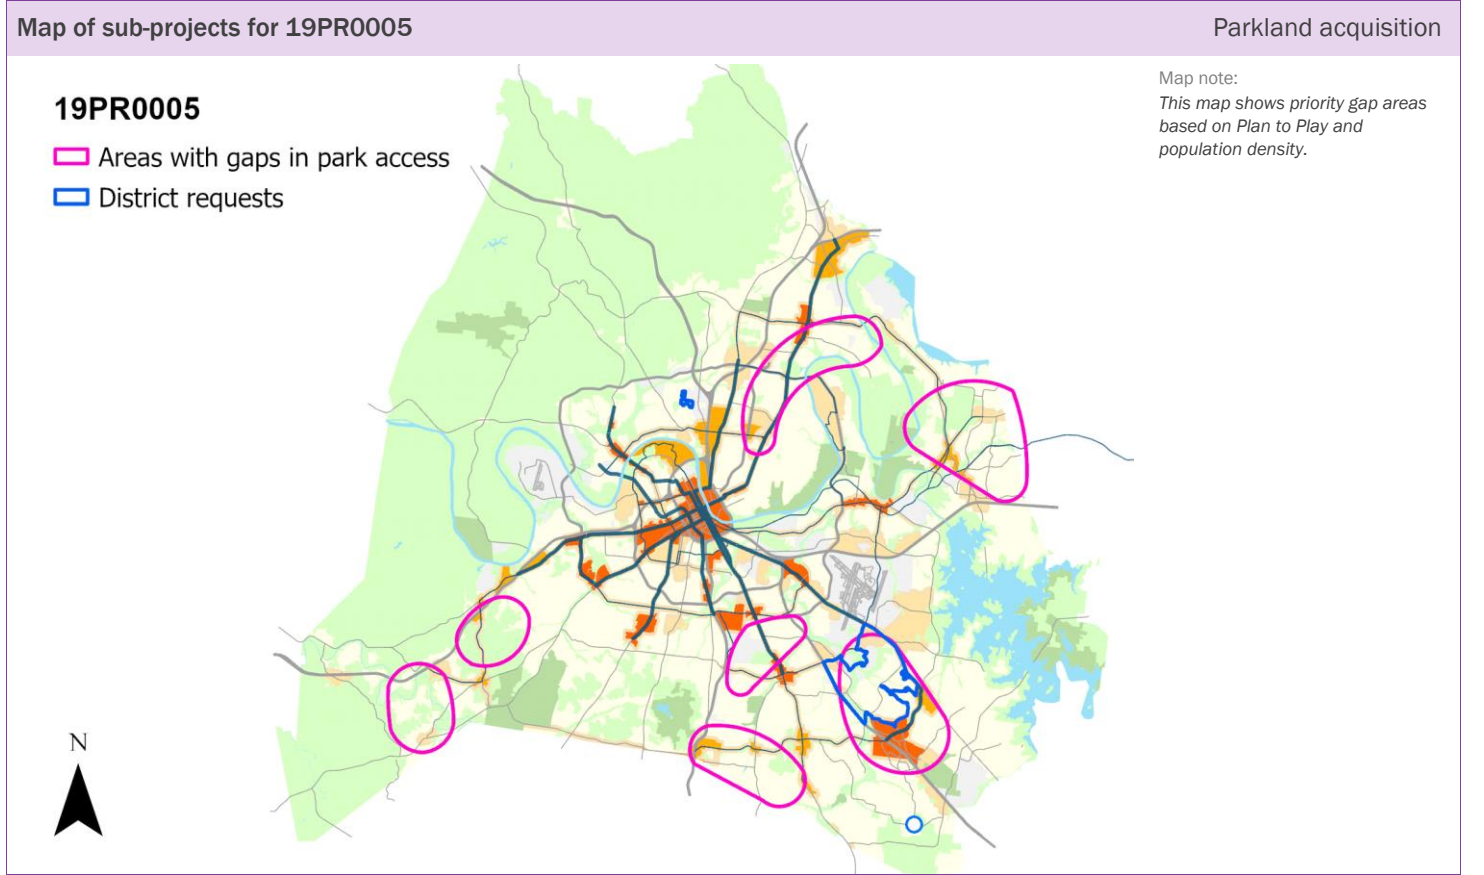 Map of sub-projects for 19PR0005
Parkland acquisition
Map note:
This map shows priority gap areas
based on Plan to Play and
population density.
19PR0005
Areas with gaps in park access
District requests
N